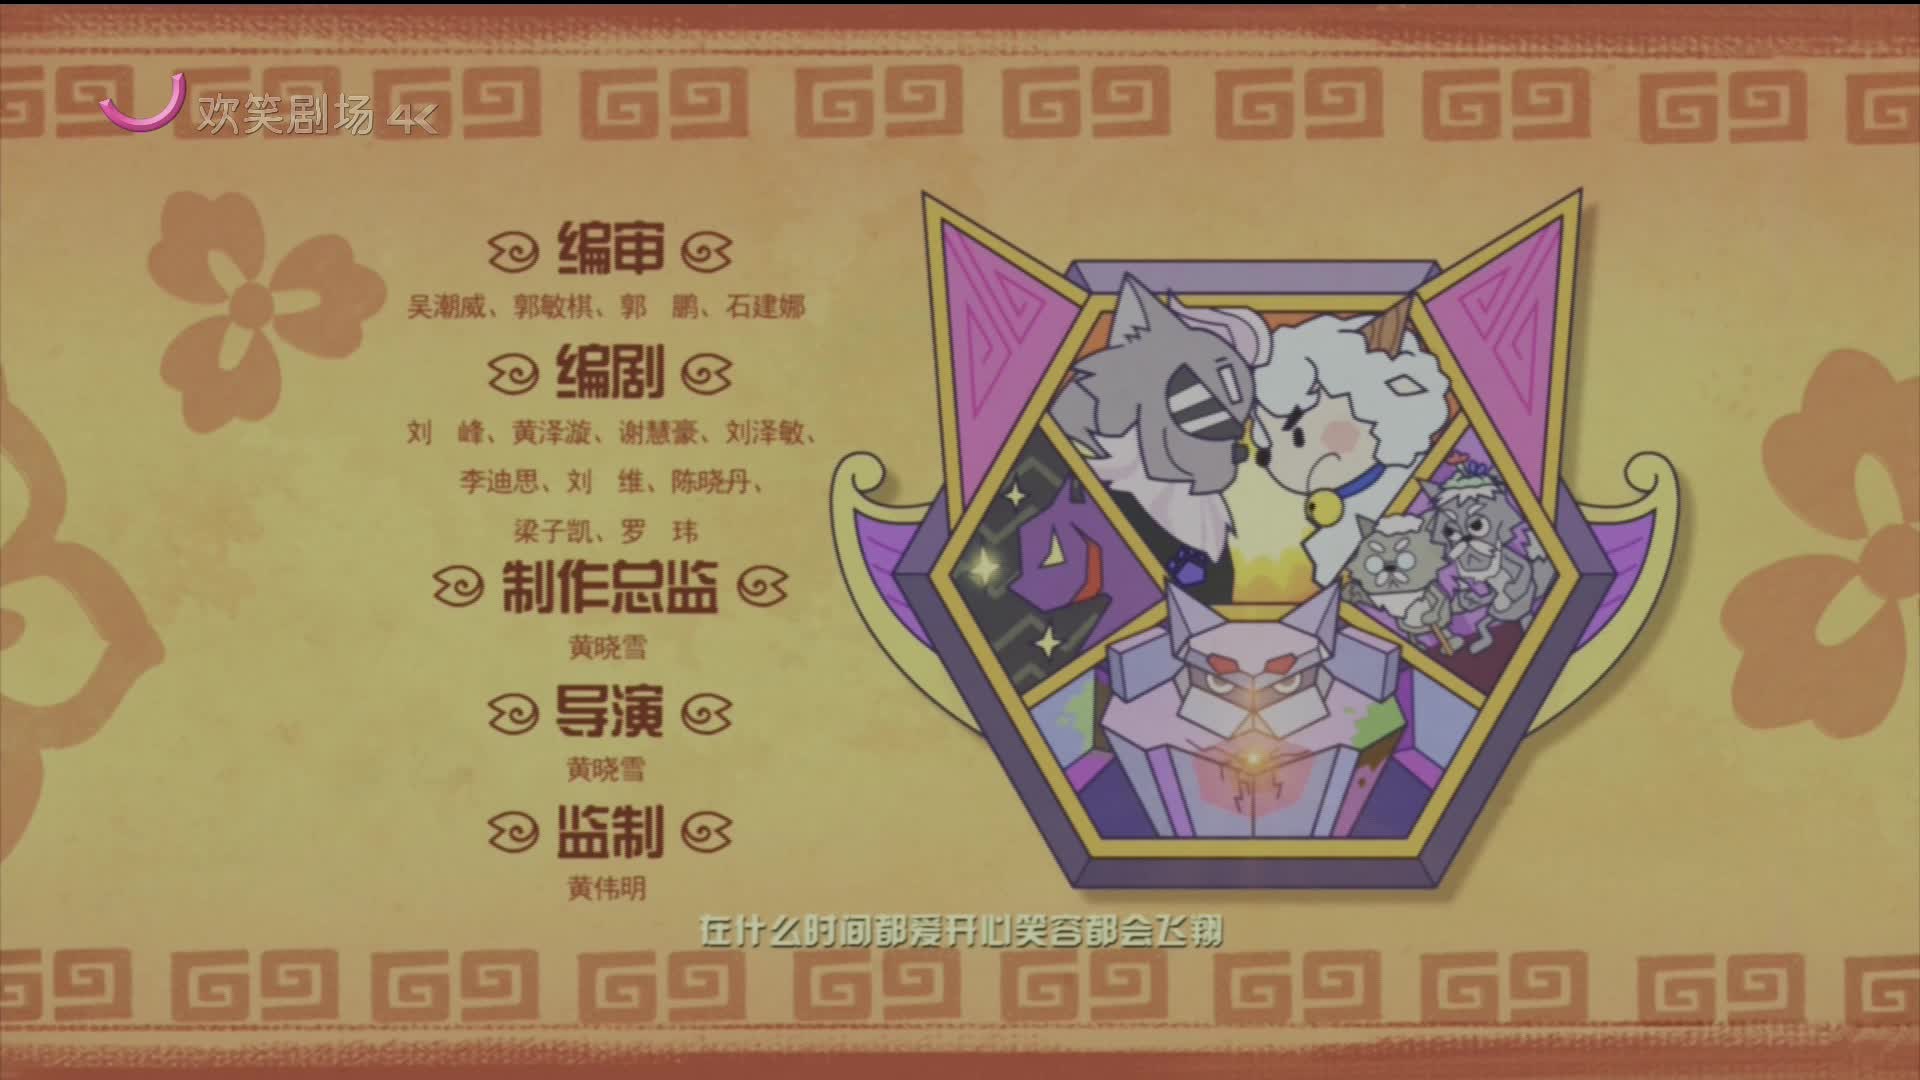 欢笑剧场 4K
编审
吴潮威、郭敏棋、郭　鹏、石建娜
编剧
刘　峰、黄泽漩、谢慧豪、刘泽敏、
李迪思、刘　维、陈晓丹、
梁子凯、罗　玮
制作总监
黄晓雪
导演
黄晓雪
监制
黄伟明
在什么时间都爱开心笑容都会飞翔